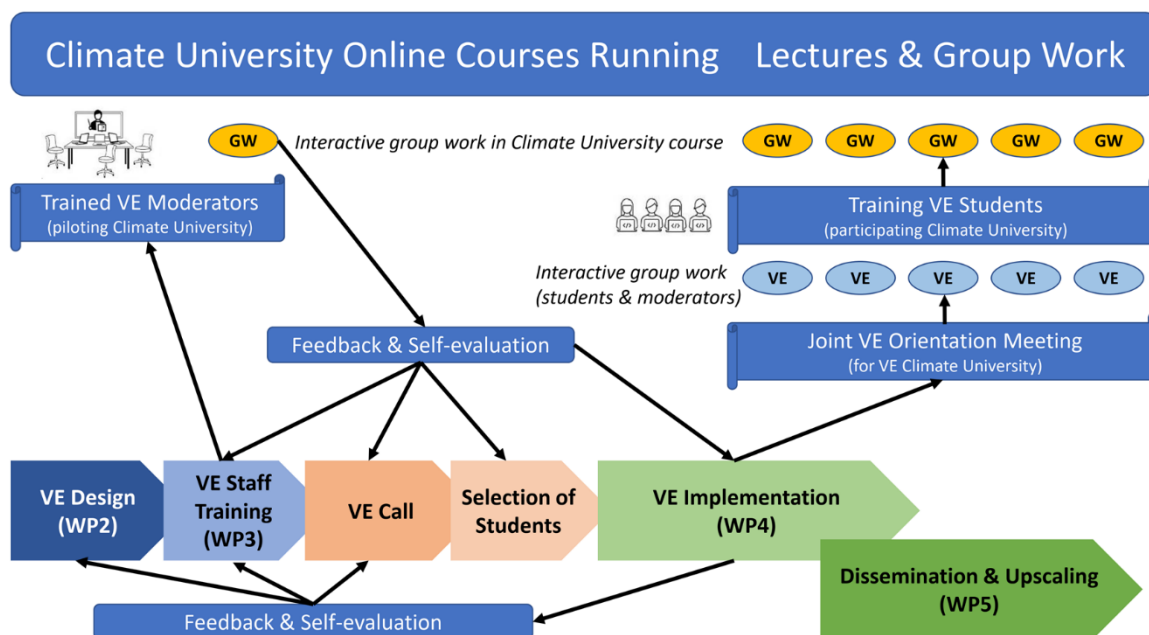 Climate University Online Courses Running Lectures & Group Work
GW
Interactive group work in Climate University course
GW GW GW GW GW
Trained VE Moderators
(piloting Climate University)
Training VE Students
(participating Climate University)
Interactive group work
(students & moderators)
VE VE VE VE VE
Feedback & Self-evaluation
Joint VE Orientation Meeting
(for VE Climate University)
VE Design
(WP2)
VE Staff
Training
(WP3)
VE Call
Selection of
Students
VE Implementation
(WP4)
Dissemination & Upscaling
(WP5)
Feedback & Self-evaluation